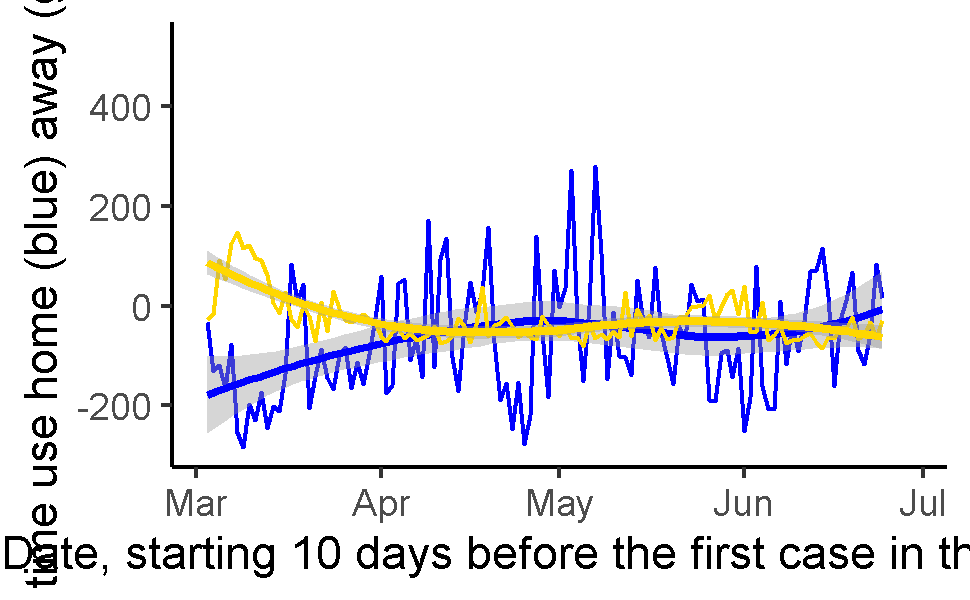 time use home (blue) away (
400
200
0
-200
Mar Apr May Jun Jul
Date, starting 10 days before the first case in th